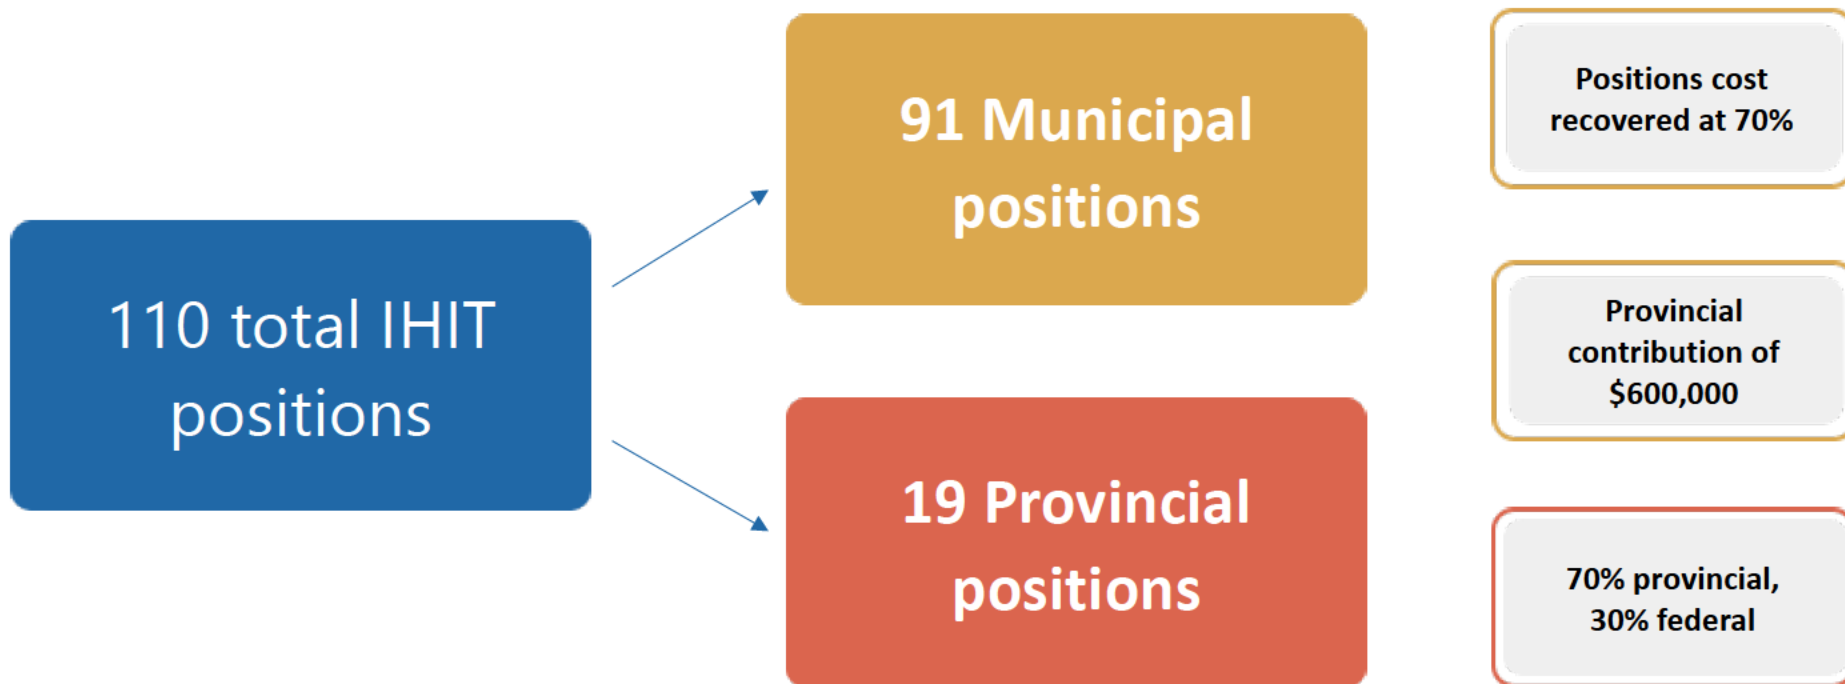 110 total IHIT
positions
91 Municipal
positions
19 Provincial
positions
Positions cost
recovered at 70%
Provincial
contribution of
$600,000
70% provincial,
30% federal